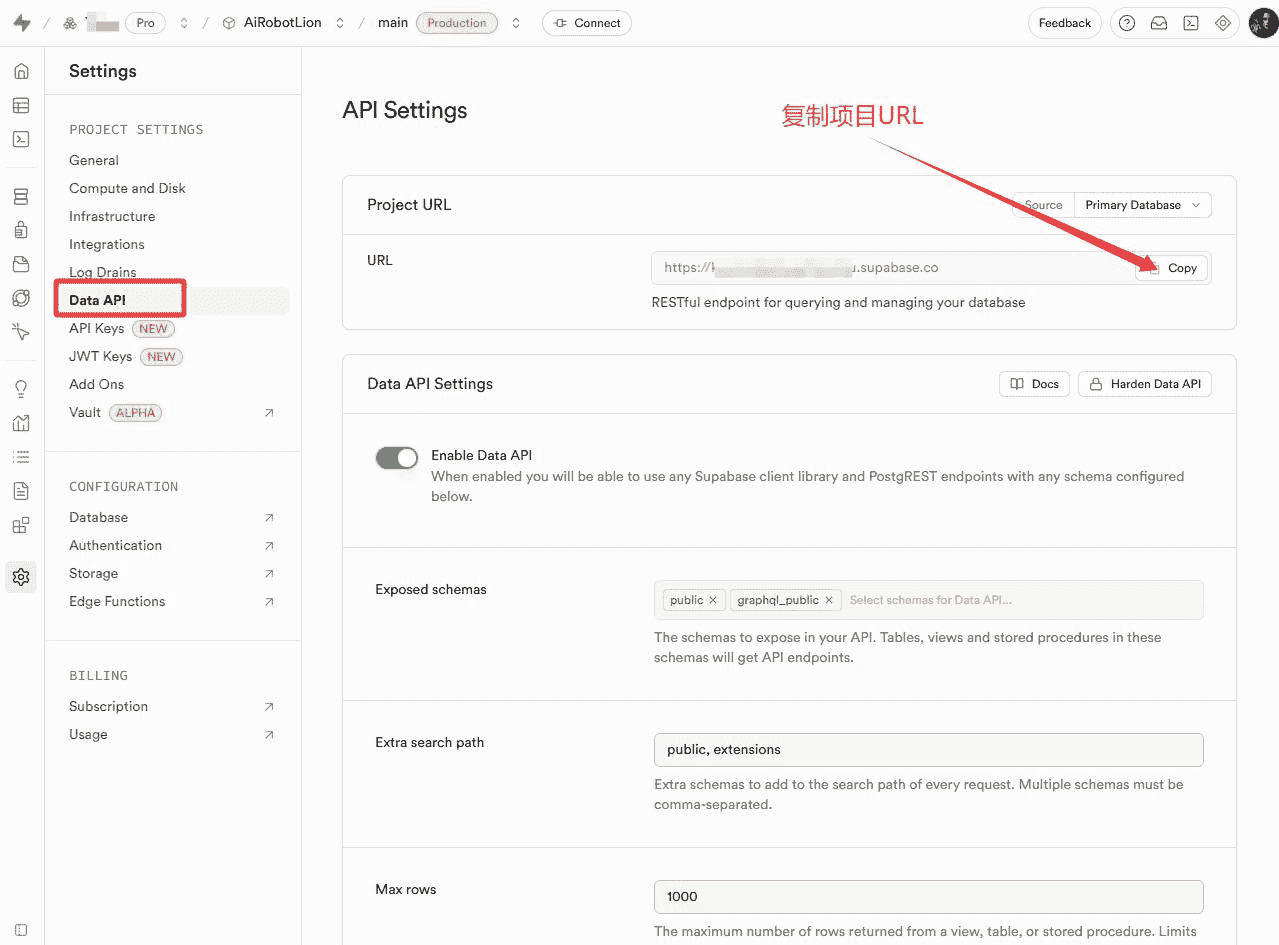 Pro
AiRobotLion
main
Production
Connect
Feedback
Settings
PROJECT SETTINGS
General
Compute and Disk
Infrastructure
Integrations
Log Drains
Data API
API Keys NEW
JWT Keys NEW
Add Ons
Vault ALPHA
CONFIGURATION
Database
Authentication
Storage
Edge Functions
BILLING
Subscription
Usage
API Settings
复制项目URL
Project URL
Source
Primary Database
URL
https://
.supabase.co
Copy
RESTful endpoint for querying and managing your database
Data API Settings
Docs
Harden Data API
Enable Data API
When enabled you will be able to use any Supabase client library and PostgREST endpoints with any schema configured
below.
Exposed schemas
public
graphql_public
Select schemas for Data API...
The schemas to expose in your API. Tables, views and stored procedures in these
schemas will get API endpoints.
Extra search path
public, extensions
Extra schemas to add to the search path of every request. Multiple schemas must be
comma-separated.
Max rows
1000
The maximum number of rows returned from a view, table, or stored procedure. Limits